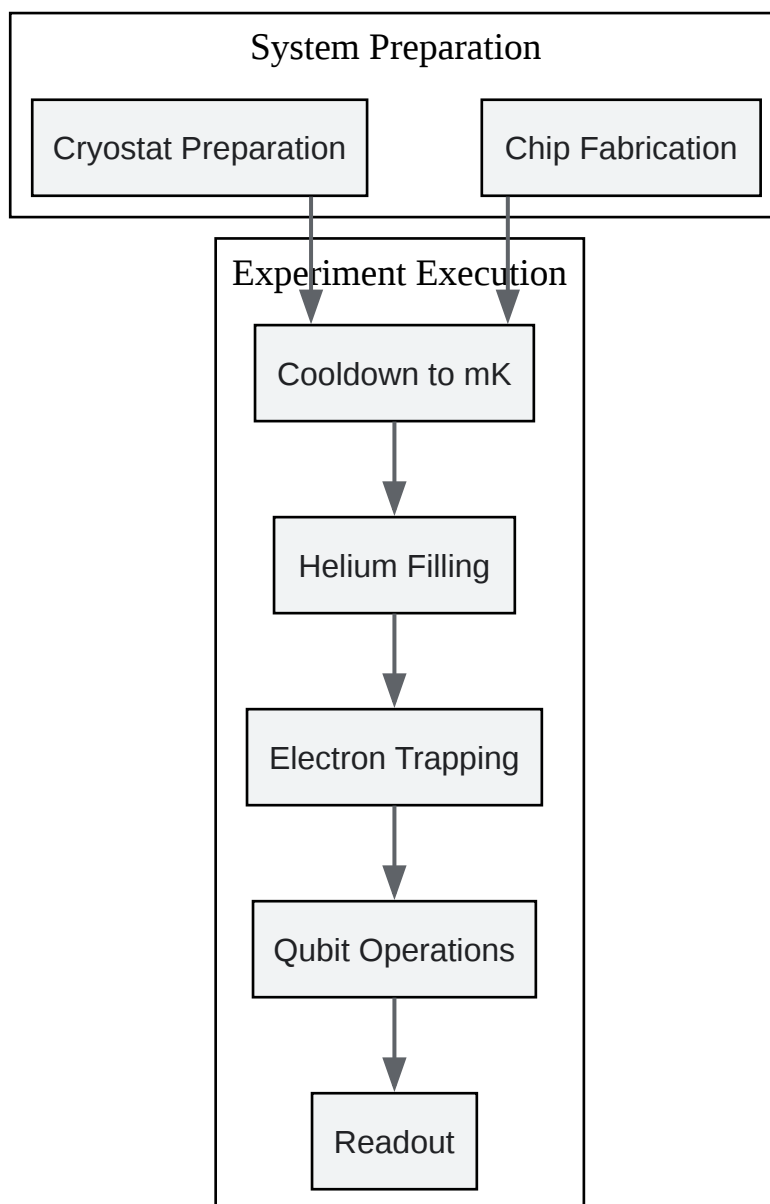 System Preparation
Cryostat Preparation
Chip Fabrication
Experiment Execution
Cooldown to mK
Helium Filling
Electron Trapping
Qubit Operations
Readout